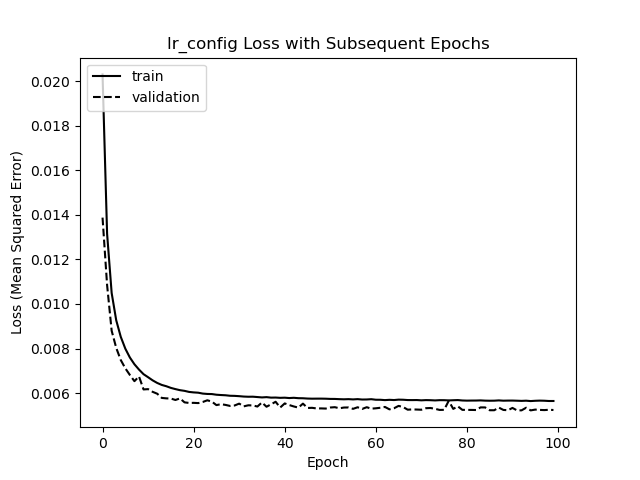 lr_config Loss with Subsequent Epochs
train
validation
Loss (Mean Squared Error)
0.020
0.018
0.016
0.014
0.012
0.010
0.008
0.006
0 20 40 60 80 100
Epoch